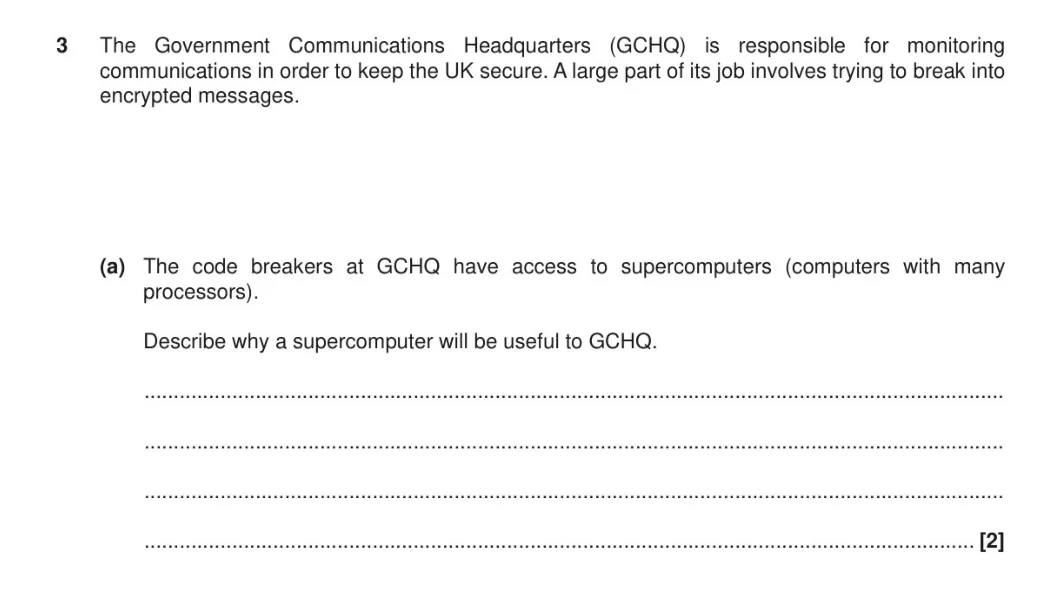 3 The Government Communications Headquarters (GCHQ) is responsible for monitoring
communications in order to keep the UK secure. A large part of its job involves trying to break into
encrypted messages.
(a) The code breakers at GCHQ have access to supercomputers (computers with many
processors).
Describe why a supercomputer will be useful to GCHQ.
...................................................................................................................................................
...................................................................................................................................................
...................................................................................................................................................
.............................................................................................................................................. [2]